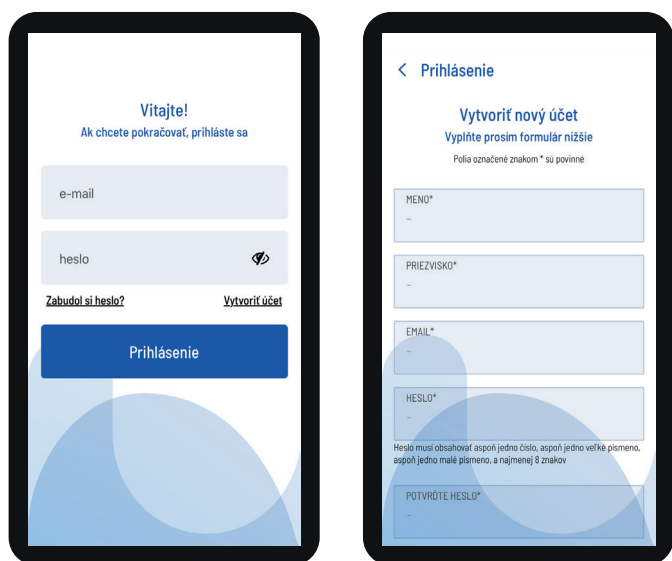 Vitajte!
Ak chcete pokračovať, prihláste sa
e-mail
heslo
Zabudol si heslo? Vytvoriť účet
Prihlásenie
< Prihlásenie
Vytvoriť nový účet
Vyplňte prosím formulár nižšie
Polia označené znakom * sú povinné
MENO*
–
PRIEZVISKO*
–
EMAIL*
–
HESLO*
–
Heslo musí obsahovať aspoň jedno číslo, aspoň jedno veľké písmeno,
aspoň jedno malé písmeno, a najmenej 8 znakov
POTVRĎTE HESLO*
–